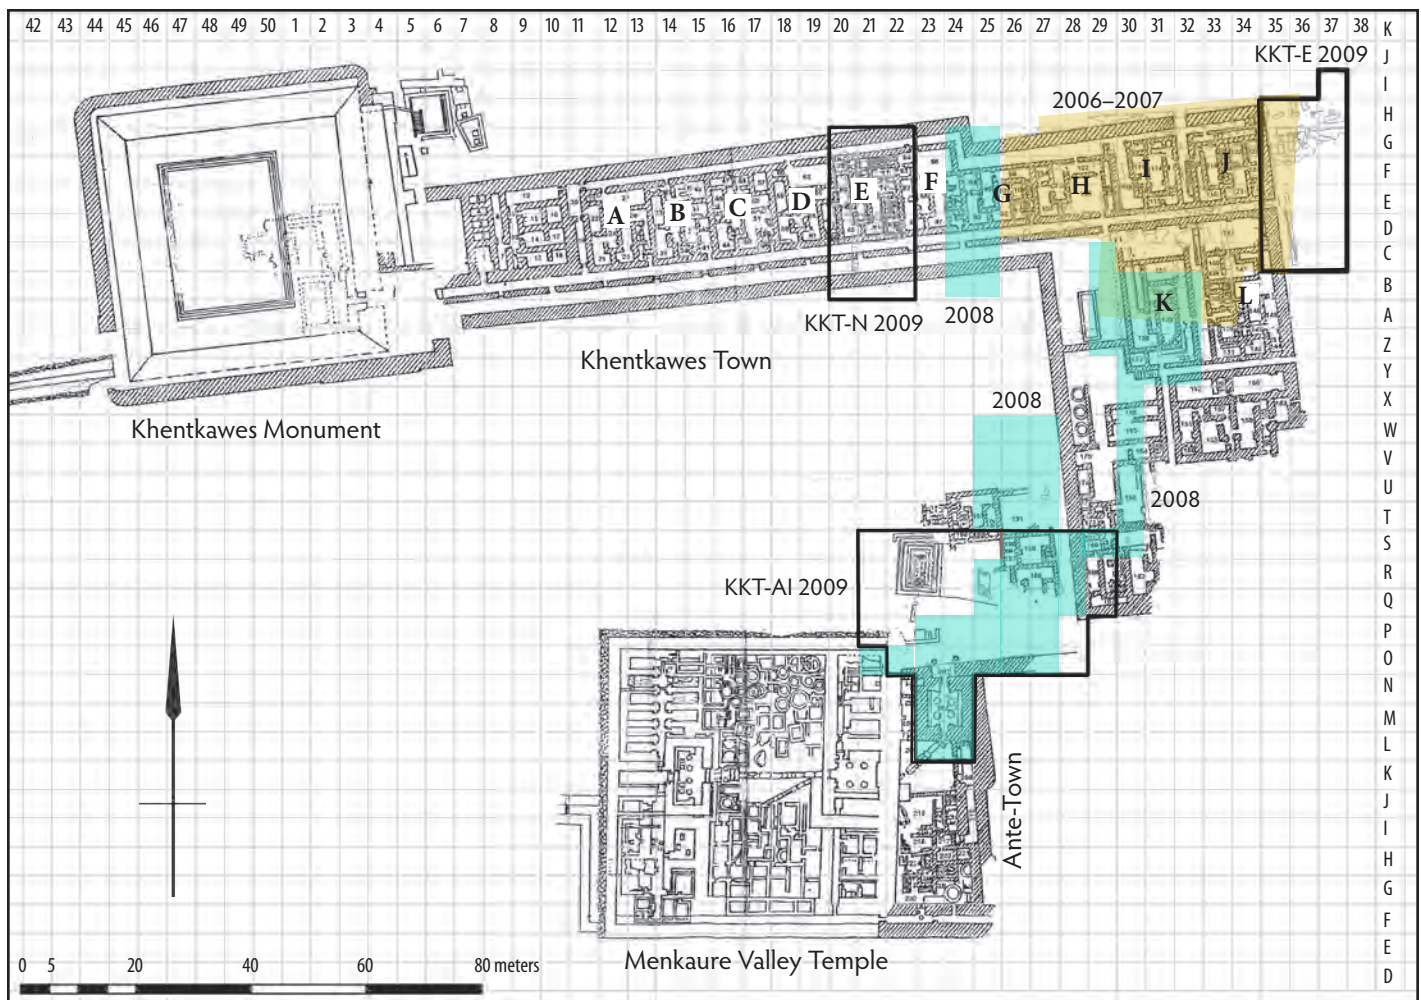 42 43 44 45 46 47 48 49 50 1 2 3 4 5 6 7 8 9 10 11 12 13 14 15 16 17 18 19 20 21 22 23 24 25 26 27 28 29 30 31 32 33 34 35 36 37 38 K
KKT-E 2009
J
I
2006–2007
H
G
F
E
D
C
B
A
Z
Y
X
W
V
U
T
S
R
Q
P
O
N
M
L
K
J
I
H
G
F
E
D
A B C D E F G H I J
K L
KKT-N 2009
2008
Khentkawes Town
Khentkawes Monument
2008
2008
KKT-AI 2009
Ante-Town
Menkaure Valley Temple
0 5 20 40 60 80 meters